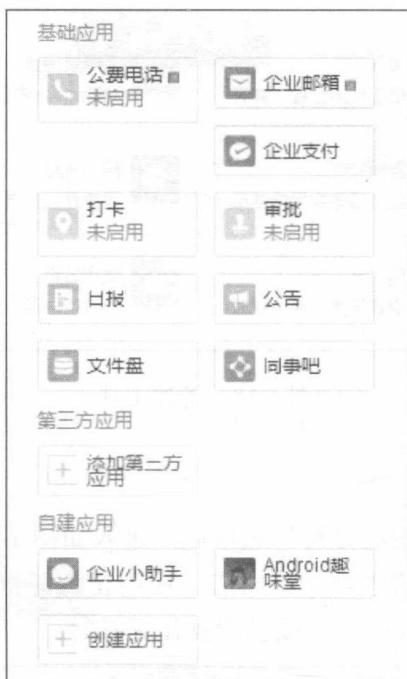 基础应用
公费电话
未启用
企业邮箱
企业支付
打卡
未启用
审批
未启用
日报
公告
文件盘
同事吧
第三方应用
添加第三方
应用
自建应用
企业小助手
Android趣
味堂
创建应用